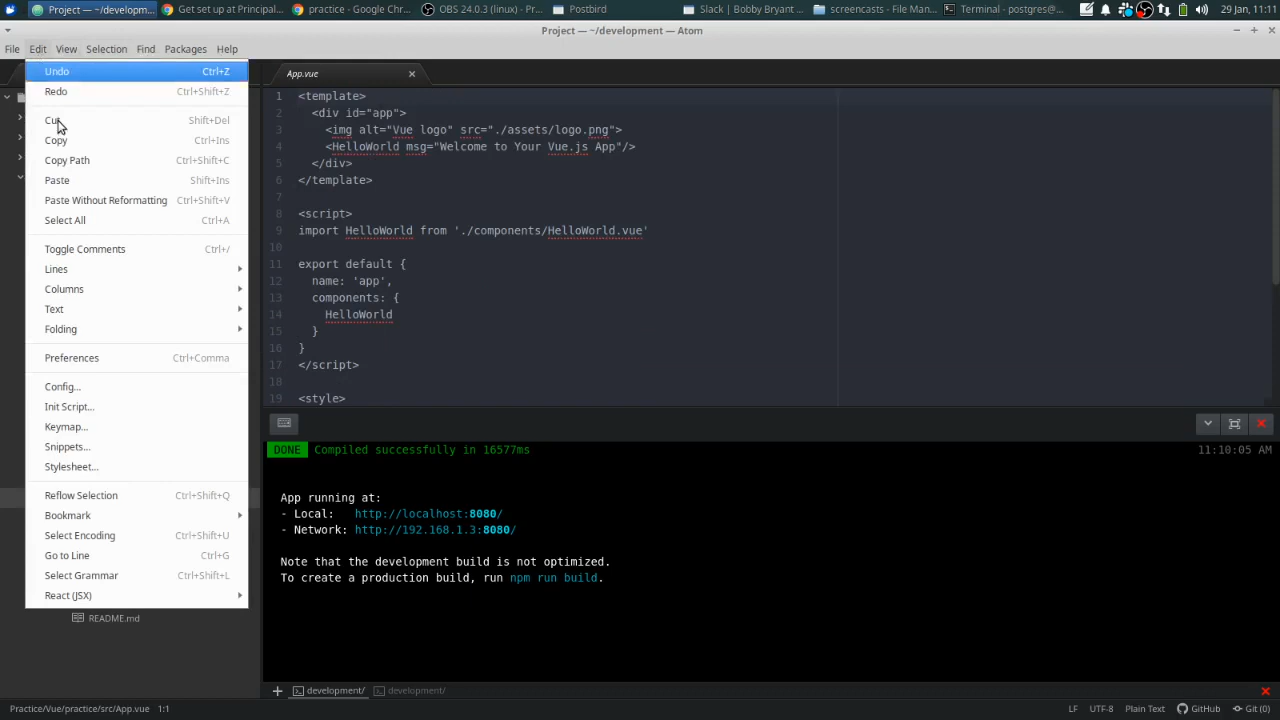 Project — ~/developm...
Get set up at Principal...
practice - Google Chr...
OBS 24.0.3 (linux) - Pr...
Postbird
Slack | Bobby Bryant ...
screencasts - File Man...
Terminal - postgres@...
29 Jan, 11:11
Project — ~/development — Atom
File Edit View Selection Find Packages Help
Undo Ctrl+Z
Redo Ctrl+Shift+Z
Cut Shift+Del
Copy Ctrl+Ins
Copy Path Ctrl+Shift+C
Paste Shift+Ins
Paste Without Reformatting Ctrl+Shift+V
Select All Ctrl+A
Toggle Comments Ctrl+/
Lines
Columns
Text
Folding
Preferences Ctrl+Comma
Config...
Init Script...
Keymap...
Snippets...
Stylesheet...
Reflow Selection Ctrl+Shift+Q
Bookmark
Select Encoding Ctrl+Shift+U
Go to Line Ctrl+G
Select Grammar Ctrl+Shift+L
React (JSX)
README.md
App.vue
1 <template>
2 <div id="app">
3 <img alt="Vue logo" src="./assets/logo.png">
4 <HelloWorld msg="Welcome to Your Vue.js App"/>
5 </div>
6 </template>
7
8 <script>
9 import HelloWorld from './components/HelloWorld.vue'
10
11 export default {
12 name: 'app',
13 components: {
14 HelloWorld
15 }
16 }
17 </script>
18
19 <style>
DONE Compiled successfully in 16577ms 11:10:05 AM
App running at:
- Local: http://localhost:8080/
- Network: http://192.168.1.3:8080/
Note that the development build is not optimized.
To create a production build, run npm run build.
development/ development/
Practice/Vue/practice/src/App.vue 1:1 LF UTF-8 Plain Text GitHub Git (0)